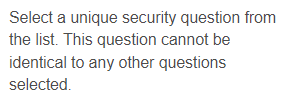 Select a unique security question from
the list. This question cannot be
identical to any other questions
selected.